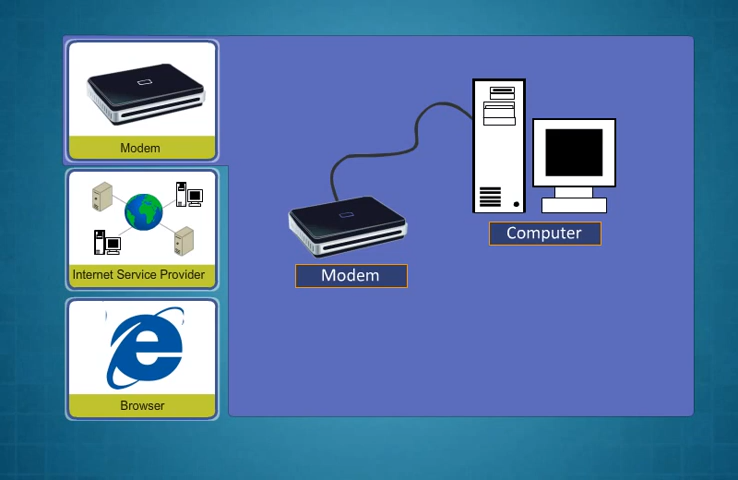 Modem
Internet Service Provider
Browser
Modem
Computer